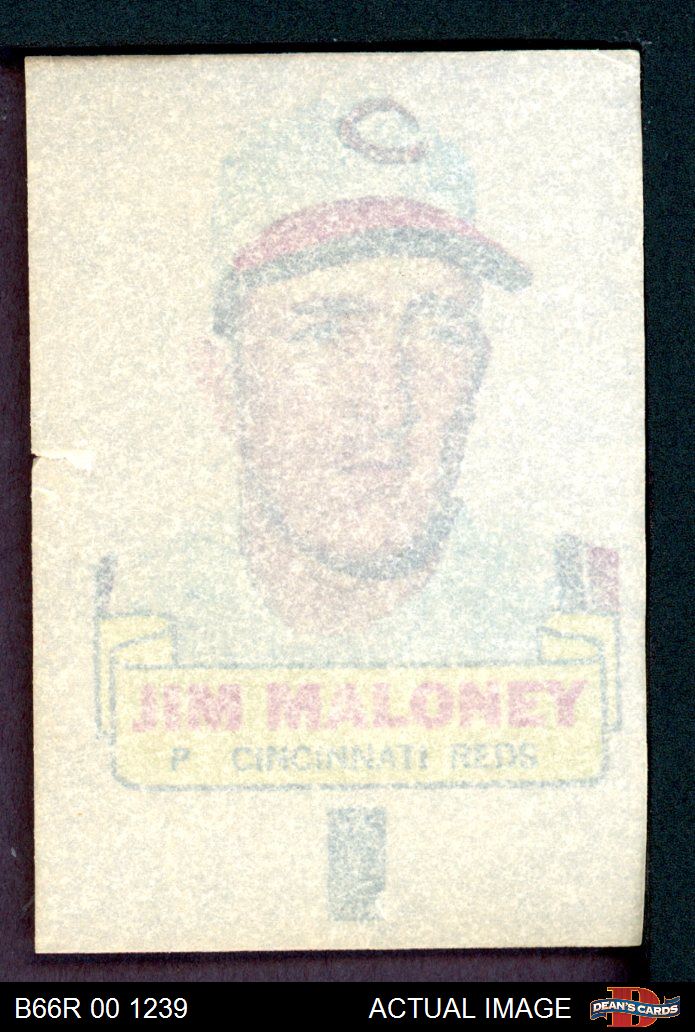 C
JIM MALONEY
P CINCINNATI REDS
B66R 00 1239
ACTUAL IMAGE
D
DEAN'S CARDS